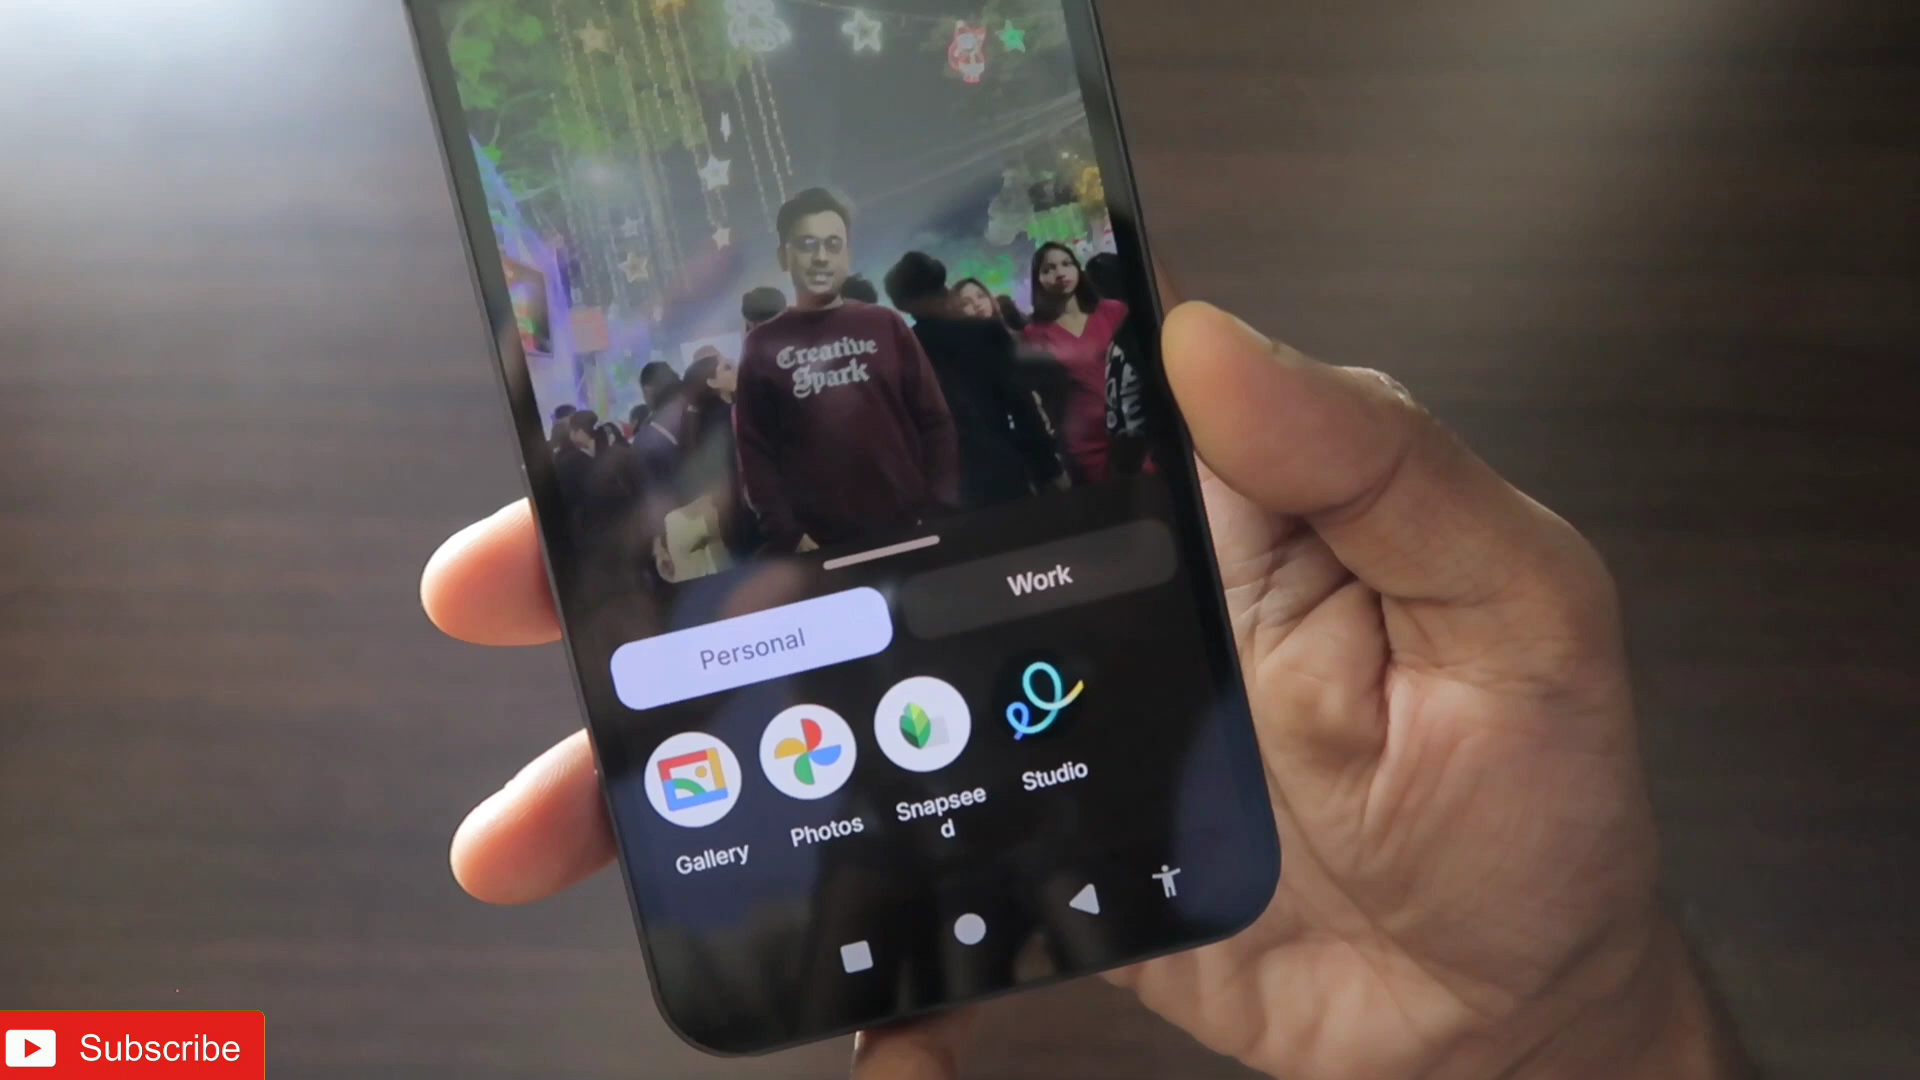 Creative
Spark
Work
Personal
Gallery
Photos
Snapsee
d
Studio
Subscribe